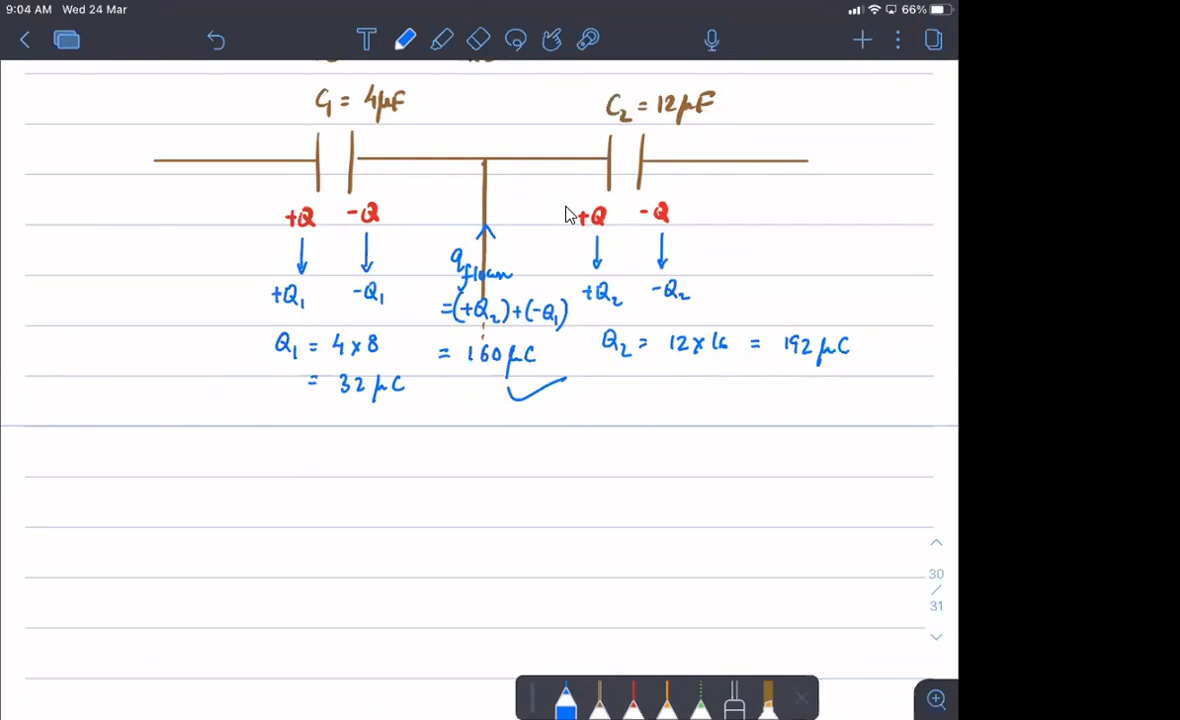 9:04 AM Wed 24 Mar
66%
C₁ = 4μF
C₂ = 12μF
+Q -Q
+Q -Q
+Q₁ -Q₁
+Q₂ -Q₂
q flown
=(+Q₂)+(-Q₁)
= 160 μC
Q₁ = 4 × 8
= 32 μC
Q₂ = 12 × 16 = 192 μC
30
/
31